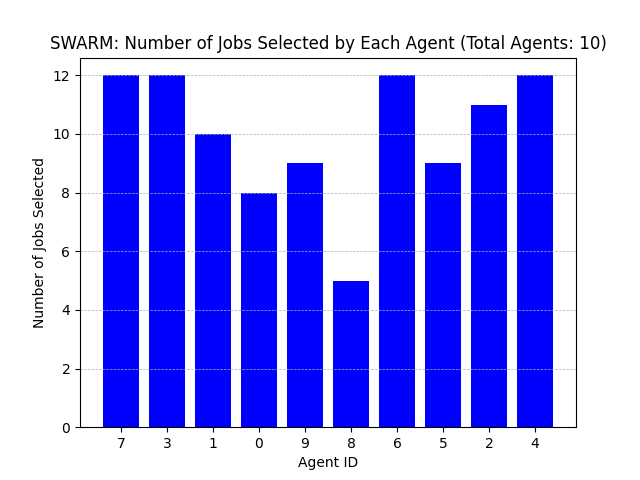 SWARM: Number of Jobs Selected by Each Agent (Total Agents: 10)
12
10
8
6
4
2
0
Number of Jobs Selected
7 3 1 0 9 8 6 5 2 4
Agent ID